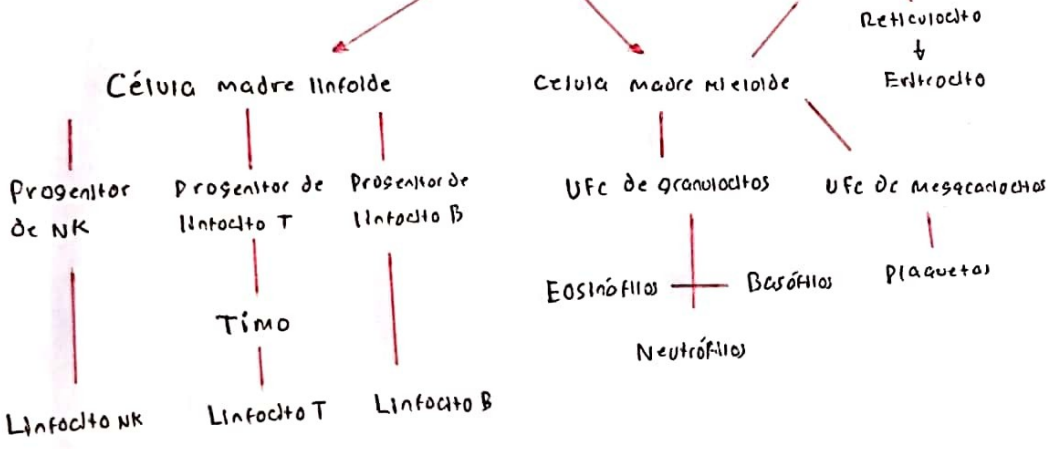 Reticulocito
Eritrocito
Célula madre linfoide
Celula madre Mieloide
Progenitor
de NK
Progenitor de
linfocito T
Progenitor de
linfocito B
UFC de granulocitos
UFC de Megacariocitos
Timo
Eosinófilos
Basófilos
Plaquetas
Neutrófilos
Linfocito NK
Linfocito T
Linfocito B